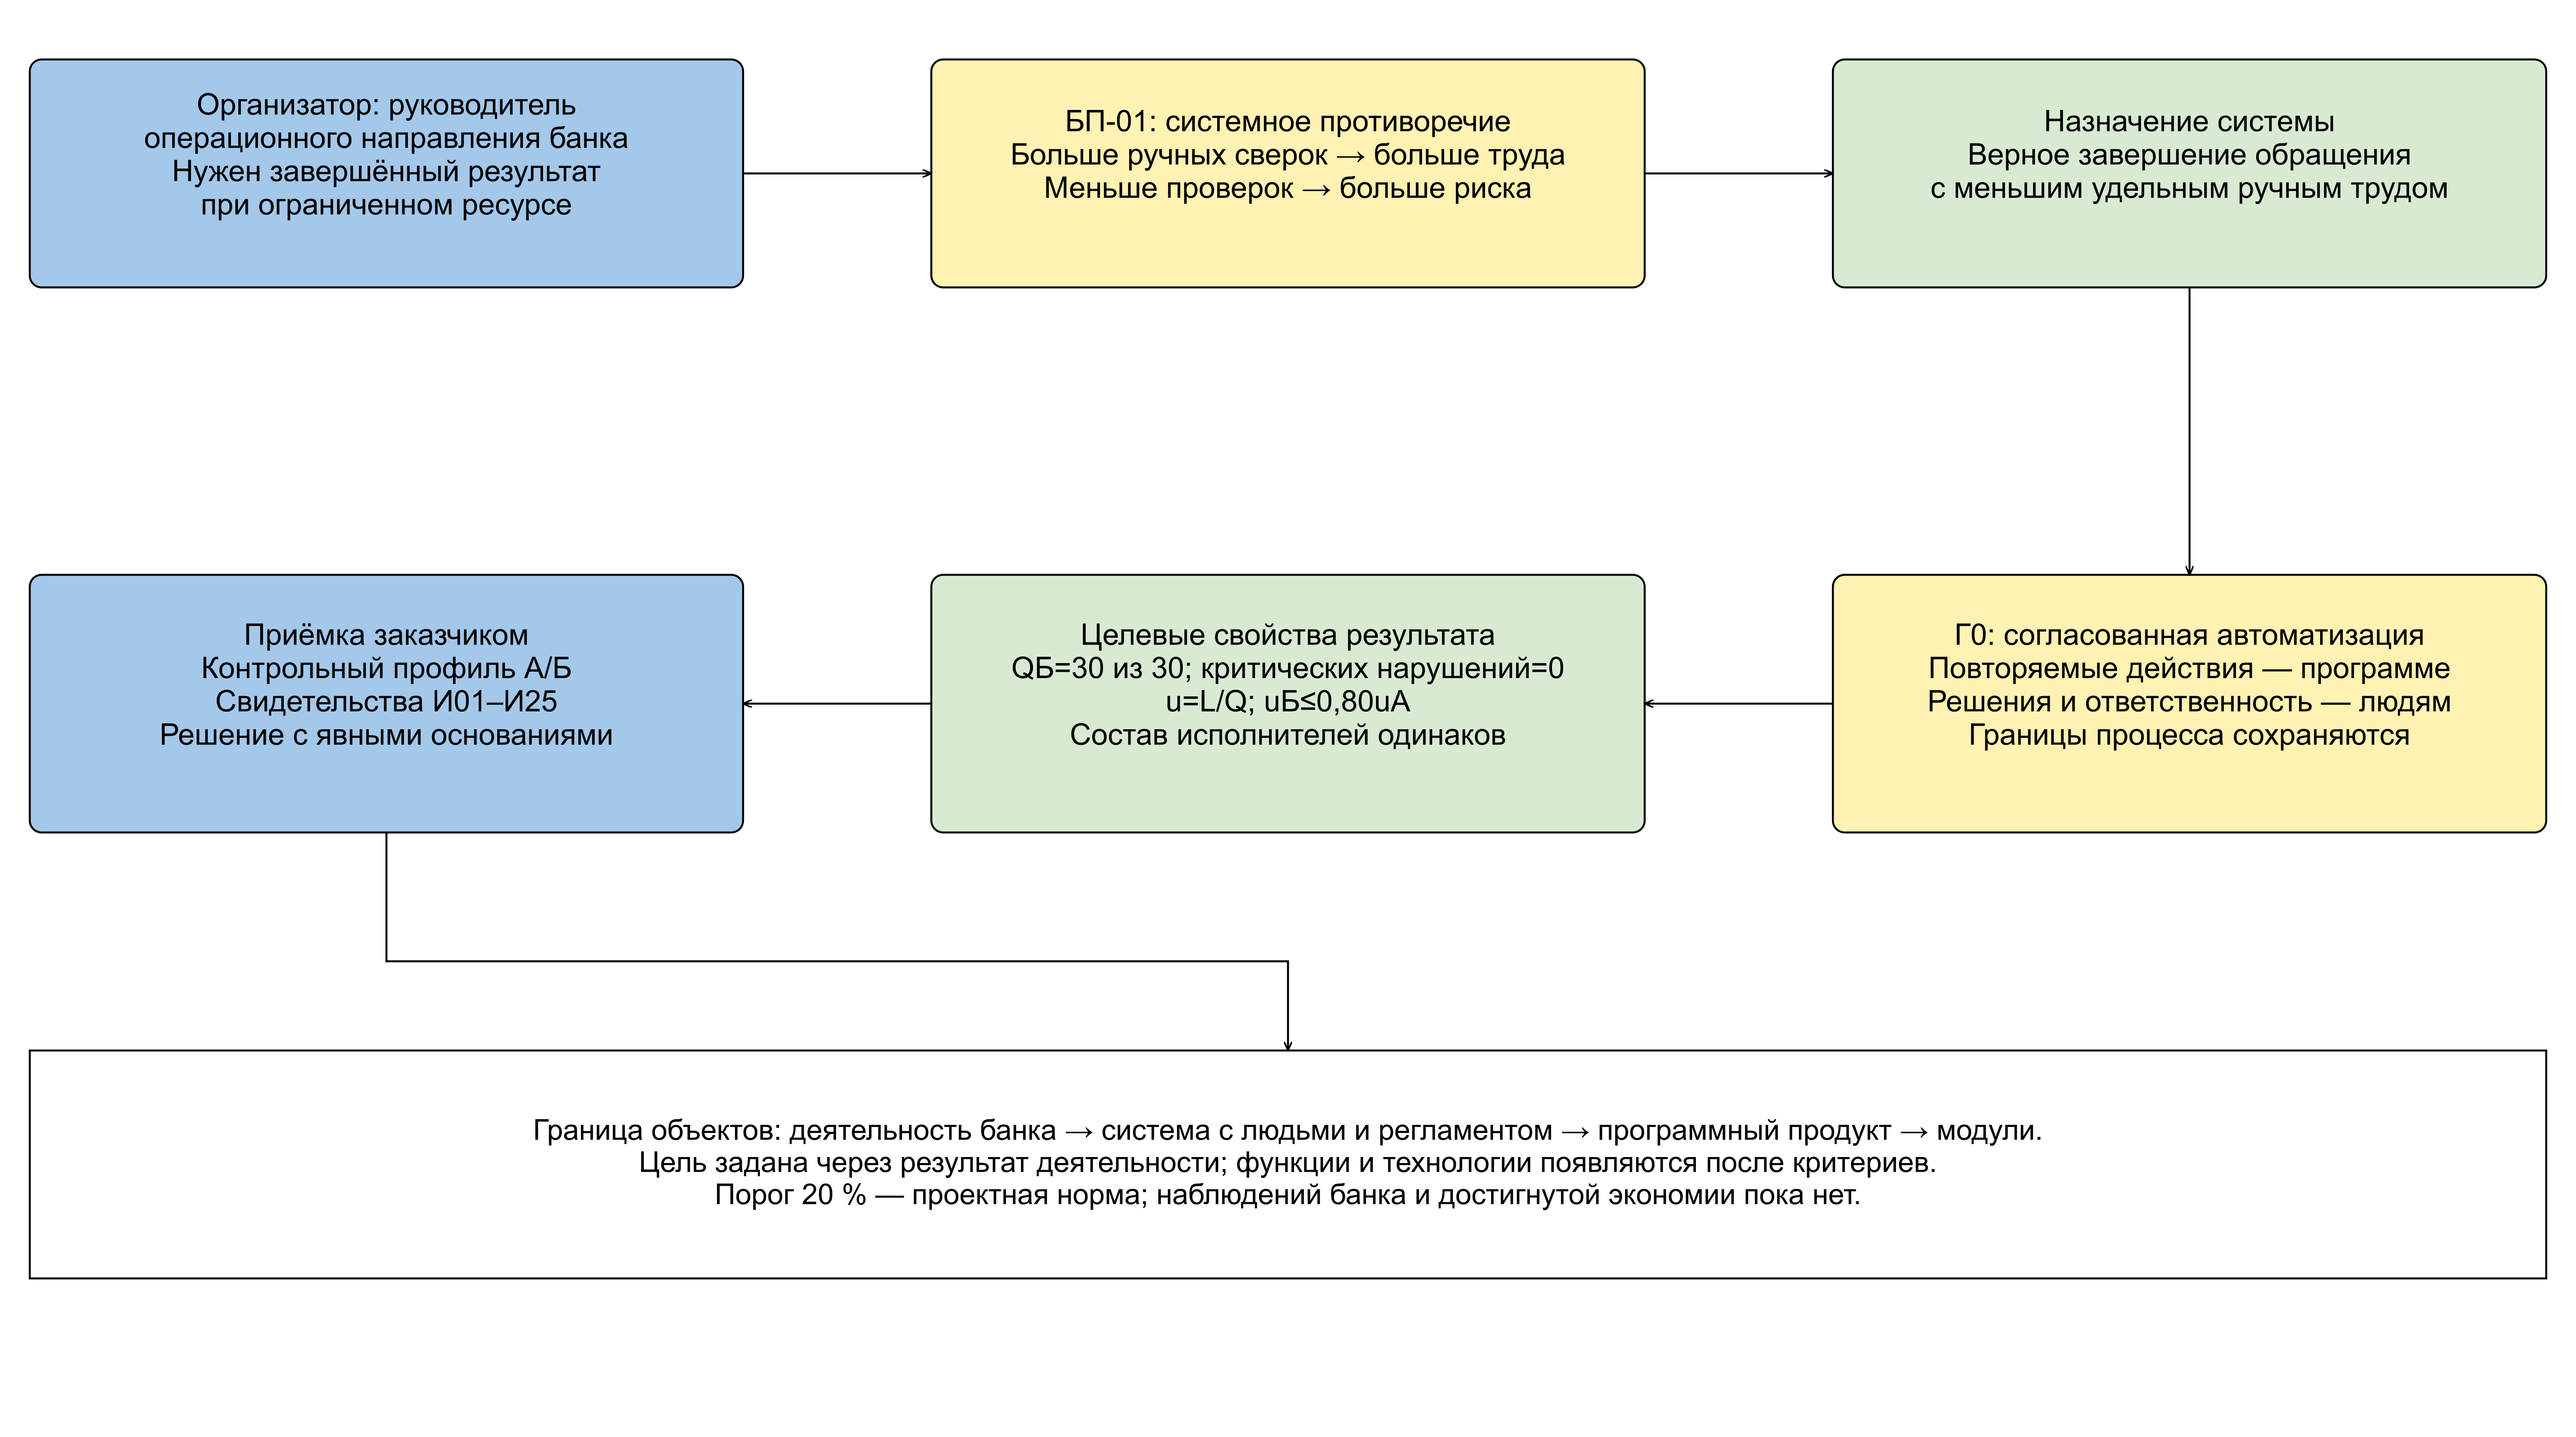 Организатор: руководитель
операционного направления банка
Нужен завершённый результат
при ограниченном ресурсе
БП-01: системное противоречие
Больше ручных сверок → больше труда
Меньше проверок → больше риска
Назначение системы
Верное завершение обращения
с меньшим удельным ручным трудом
Г0: согласованная автоматизация
Повторяемые действия — программе
Решения и ответственность — людям
Границы процесса сохраняются
Целевые свойства результата
QБ=30 из 30; критических нарушений=0
u=L/Q; uБ≤0,80uА
Состав исполнителей одинаков
Приёмка заказчиком
Контрольный профиль А/Б
Свидетельства И01–И25
Решение с явными основаниями
Граница объектов: деятельность банка → система с людьми и регламентом → программный продукт → модули.
Цель задана через результат деятельности; функции и технологии появляются после критериев.
Порог 20 % — проектная норма; наблюдений банка и достигнутой экономии пока нет.